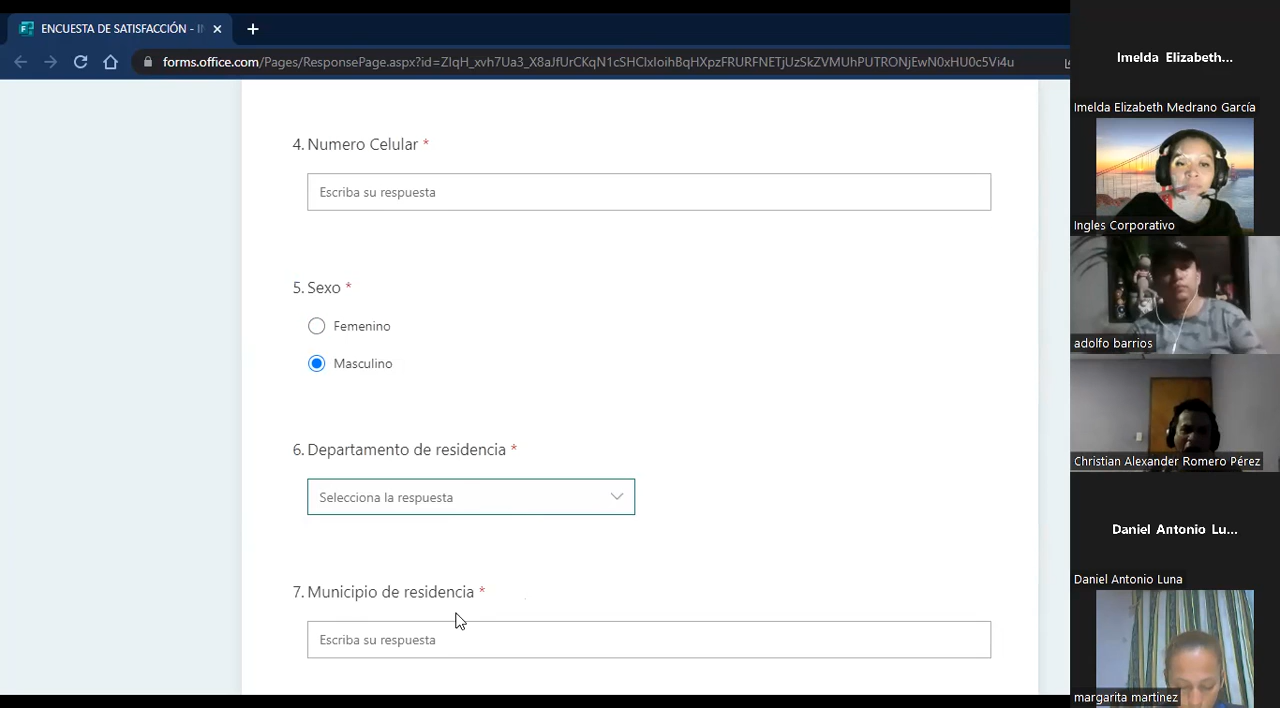 ENCUESTA DE SATISFACCIÓN - I
forms.office.com/Pages/ResponsePage.aspx?id=ZIqH_xvh7Ua3_X8aJfUrCKqN1cSHClxIoihBqHXpzFRURFNETjUzSkZVMUhPUTRONjEwN0xHU0c5Vi4u
4. Numero Celular *
Escriba su respuesta
5. Sexo *
Femenino
Masculino
6. Departamento de residencia *
Selecciona la respuesta
7. Municipio de residencia *
Escriba su respuesta
Imelda Elizabeth...
Imelda Elizabeth Medrano García
Ingles Corporativo
adolfo barrios
Christian Alexander Romero Pérez
Daniel Antonio Lu...
Daniel Antonio Luna
margarita martinez